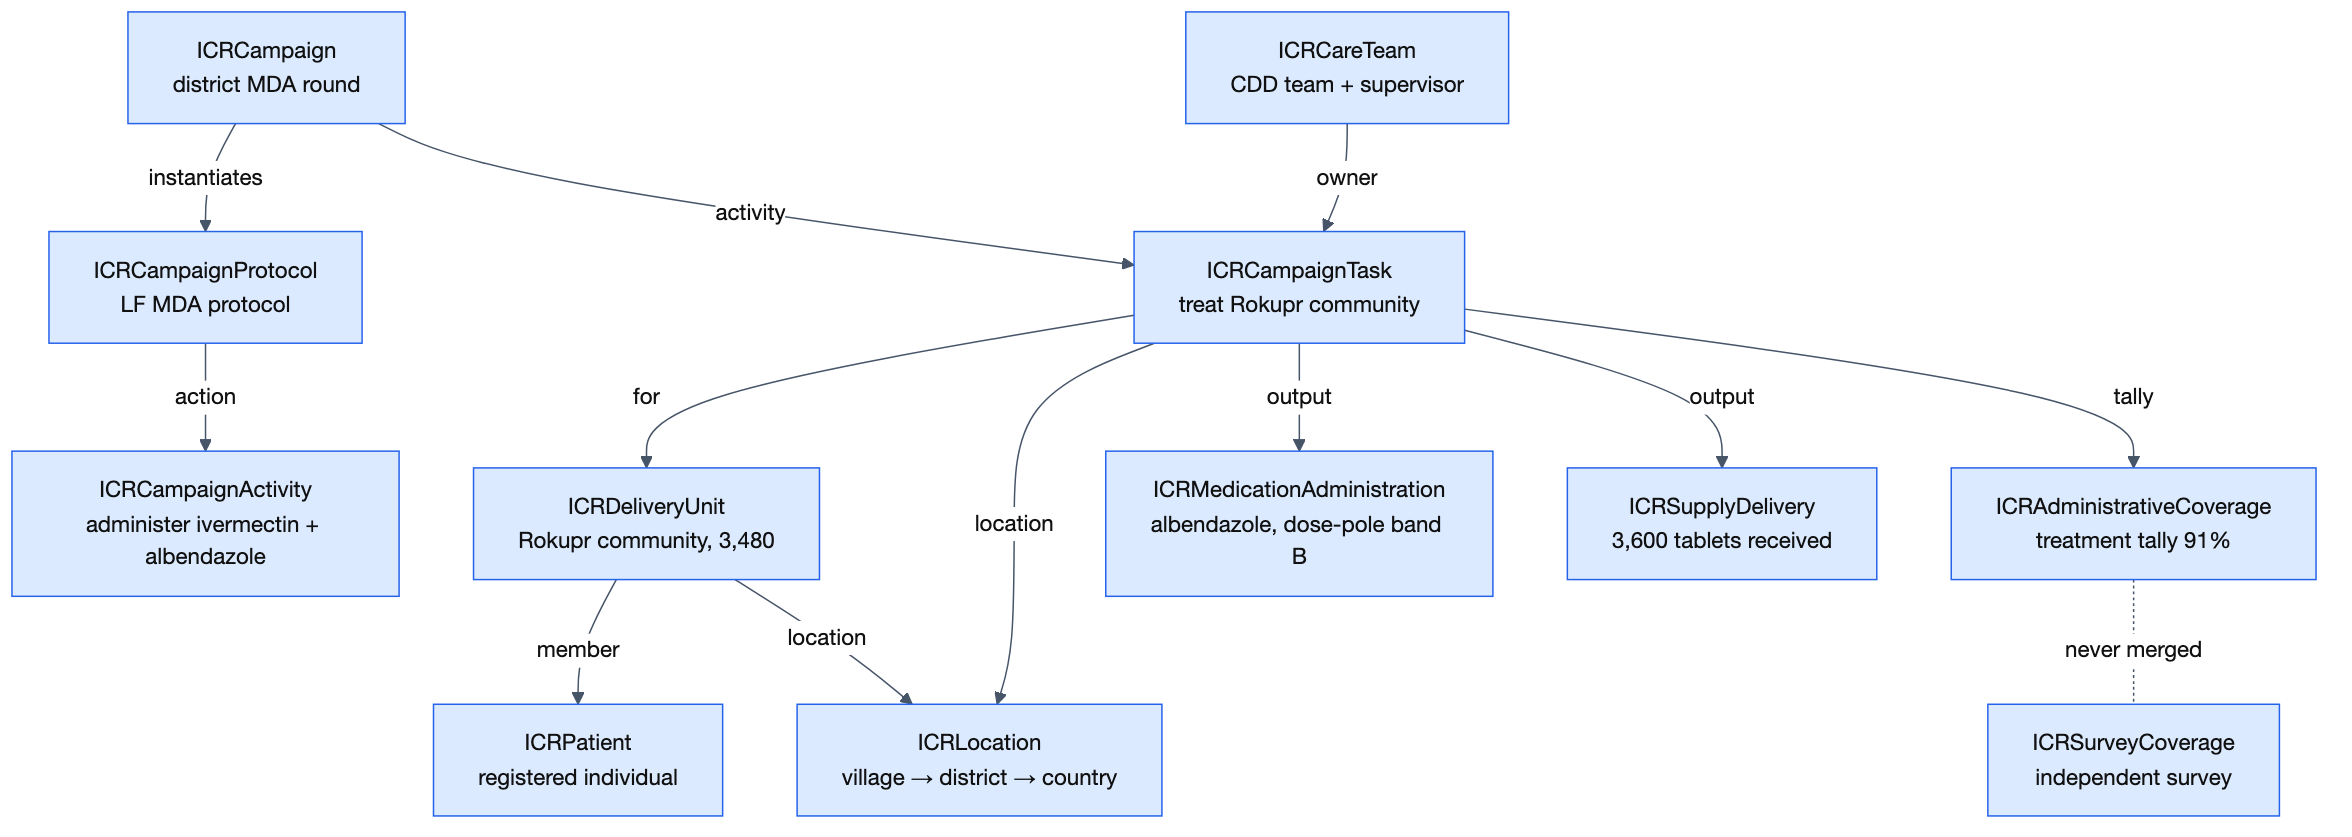 ICRCampaign
district MDA round
ICRCareTeam
CDD team + supervisor
instantiates
activity
owner
ICRCampaignProtocol
LF MDA protocol
ICRCampaignTask
treat Rokupr community
action
for
location
output
output
tally
ICRCampaignActivity
administer ivermectin +
albendazole
ICRDeliveryUnit
Rokupr community, 3,480
ICRMedicationAdministration
albendazole, dose-pole band
B
ICRSupplyDelivery
3,600 tablets received
ICRAdministrativeCoverage
treatment tally 91%
member
location
never merged
ICRPatient
registered individual
ICRLocation
village → district → country
ICRSurveyCoverage
independent survey